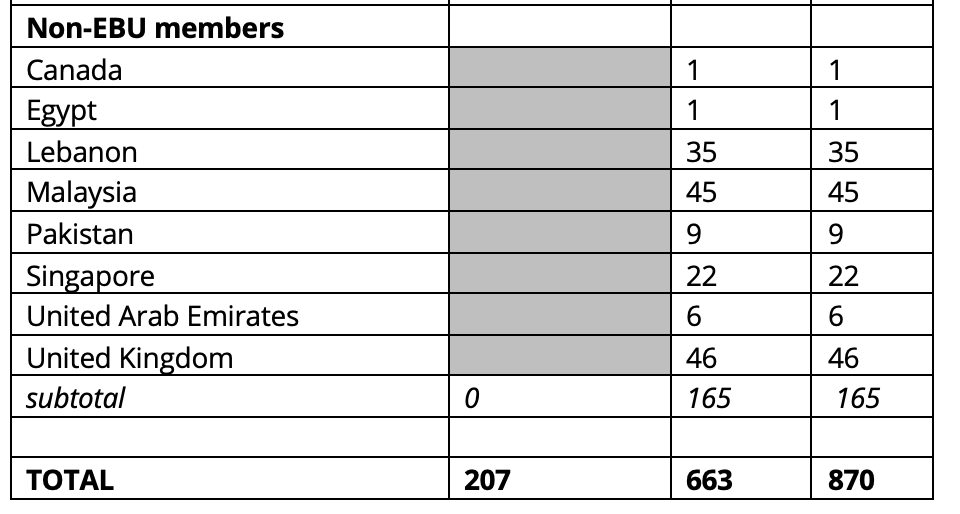 Non-EBU members
Canada 1 1
Egypt 1 1
Lebanon 35 35
Malaysia 45 45
Pakistan 9 9
Singapore 22 22
United Arab Emirates 6 6
United Kingdom 46 46
subtotal 0 165 165
TOTAL 207 663 870